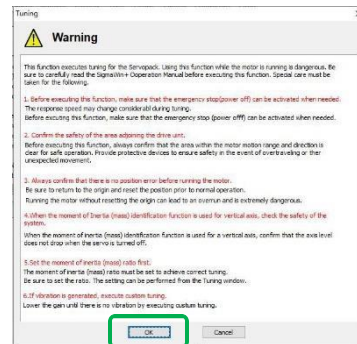 Tuning
Warning
This function executes tuning for the Servopack. Using this function while the motor is running is dangerous. Be
sure to carefully read the SigmaWin+ Operation Manual before executing this function. Special care must be
taken for the following.
1. Before executing this function, make sure that the emergency stop(power off) can be activated when needed.
The response speed may change considerabl during tuning.
Before excuting this function, make sure that the emergency stop (power off) can be activated when needed.
2. Confirm the safety of the area adjoining the drive unit.
Before executing this function, always confirm that the area within the motor motion range and direction is
clear for safe operation. Provide protective devices to ensure safety in the event of overtraveling or ther
unexpected movement.
3. Always confirm that there is no position error before running the motor.
Be sure to return to the origin and reset the position prior to normal operation.
Running the motor without resetting the origin can lead to an overrun and is extremely dangerous.
4.When the moment of Inertia (mass) identification function is used for vertical axis, check the safety of the
system.
When the moment of inertia (mass) identification function is used for a vertical axis, confirm that the axis level
does not drop when the servo is turned off.
5.Set the moment of inertia (mass) ratio first.
The moment of inertia (mass) ratio must be set to achieve correct tuning.
Be sure to set the ratio. The setting can be performed from the Tuning window.
6.If vibration is generated, execute custom tuning.
Lower the gain until there is no vibration by executing custum tuning.
OK
Cancel